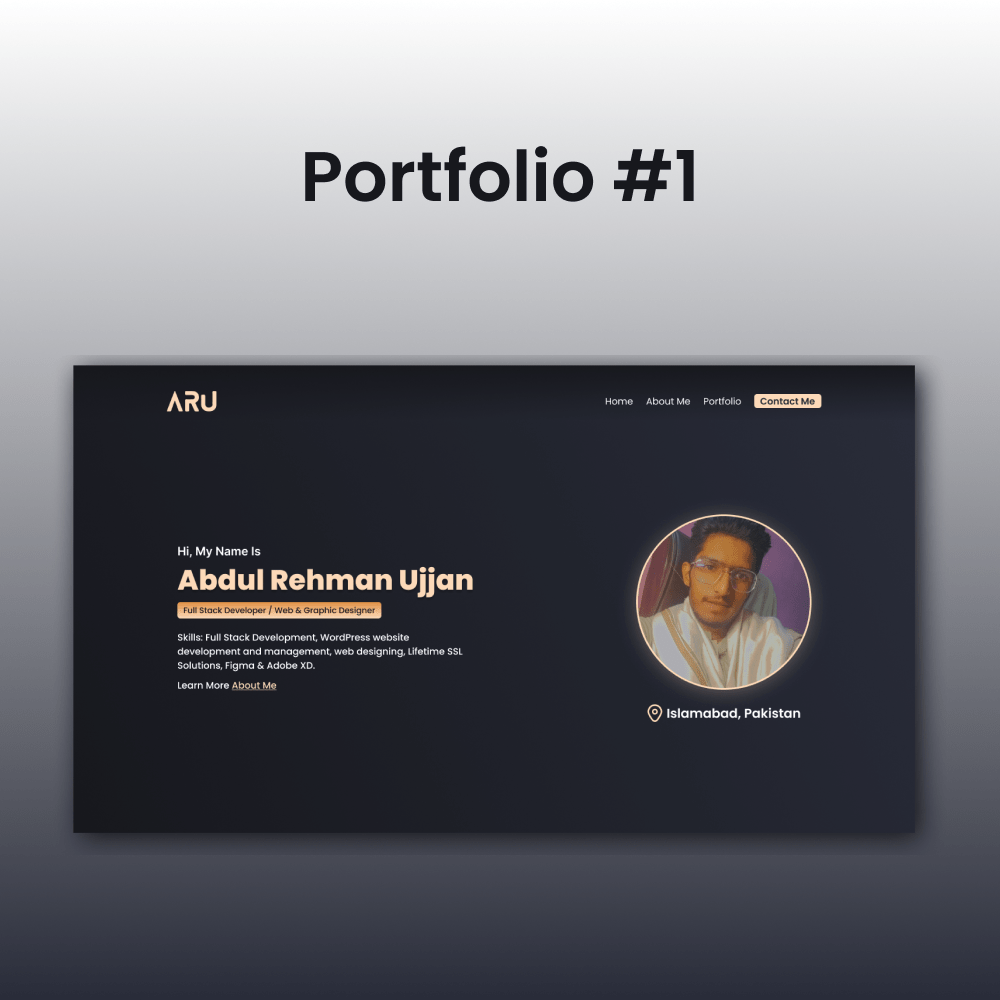 Portfolio #1
ARU
Home About Me Portfolio Contact Me
Hi, My Name Is
Abdul Rehman Ujjan
Full Stack Developer / Web & Graphic Designer
Skills: Full Stack Development, WordPress website
development and management, web designing, Lifetime SSL
Solutions, Figma & Adobe XD.
Learn More About Me
Islamabad, Pakistan